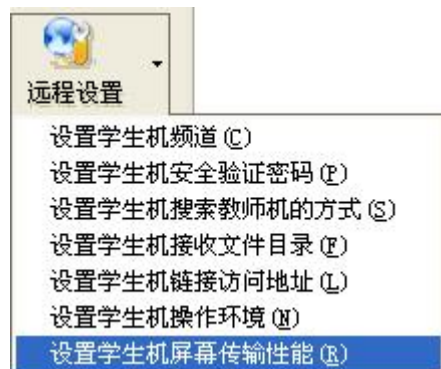 远程设置
设置学生机频道(C)
设置学生机安全验证密码(P)
设置学生机搜索教师机的方式(S)
设置学生机接收文件目录(F)
设置学生机链接访问地址(L)
设置学生机操作环境(N)
设置学生机屏幕传输性能(R)